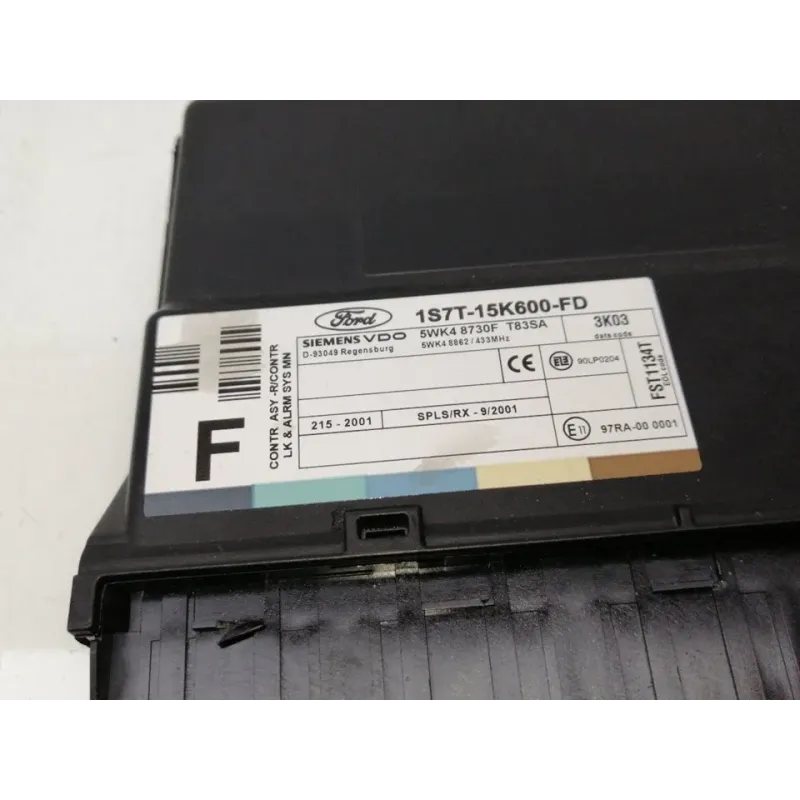 Ford
1S7T-15K600-FD
SIEMENS VDO
5WK4 8730F T83SA
D-93049 Regensburg
5WK4 8862 / 433MHz
3K03
date code
CE
ELE
90LP0204
215 - 2001
SPLS/RX - 9/2001
E 11
97RA-00 0001
FST1134T
EOL code
CONTR ASY -R/CONTR
LK & ALRM SYS MN
F